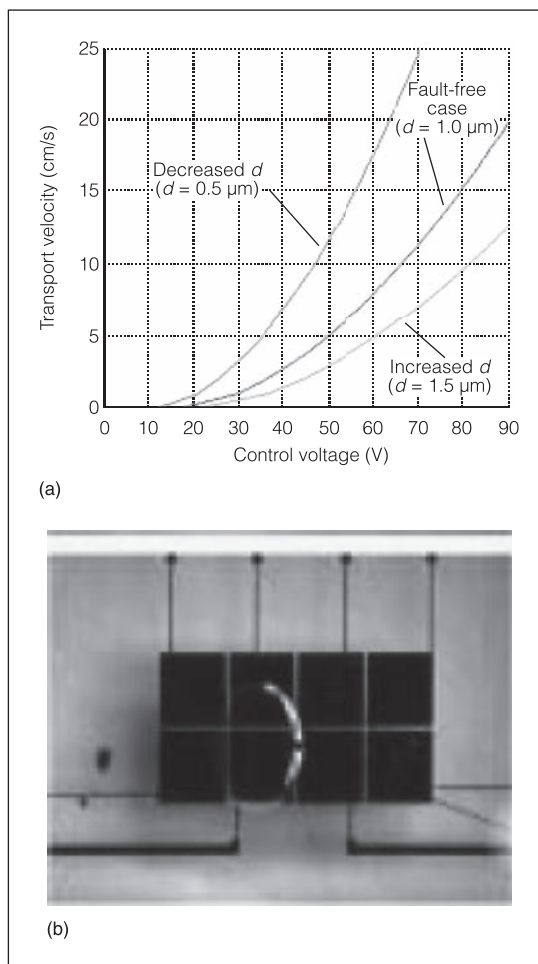 25
20
15
10
5
0
Transport velocity (cm/s)
Fault-free
case
(d = 1.0 µm)
Decreased d
(d = 0.5 µm)
Increased d
(d = 1.5 µm)
0 10 20 30 40 50 60 70 80 90
Control voltage (V)
(a)
(b)